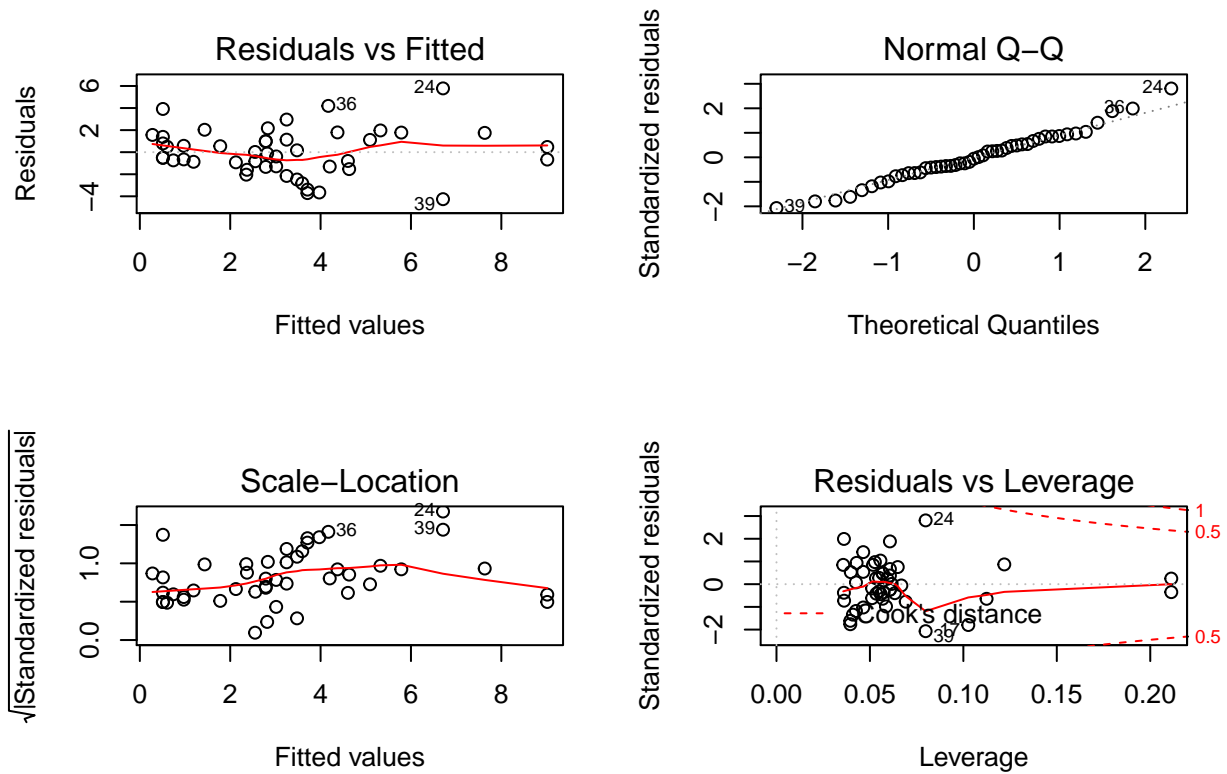 Residuals vs Fitted
Residuals
6
2
−4
24
36
39
0 2 4 6 8
Fitted values
Normal Q−Q
Standardized residuals
2
0
−2
24
36
39
−2 −1 0 1 2
Theoretical Quantiles
Scale−Location
√|Standardized residuals|
1.0
0.0
24
39
36
0 2 4 6 8
Fitted values
Residuals vs Leverage
Standardized residuals
2
0
−2
1
0.5
0.5
24
Cook's distance
17
39
0.00 0.05 0.10 0.15 0.20
Leverage